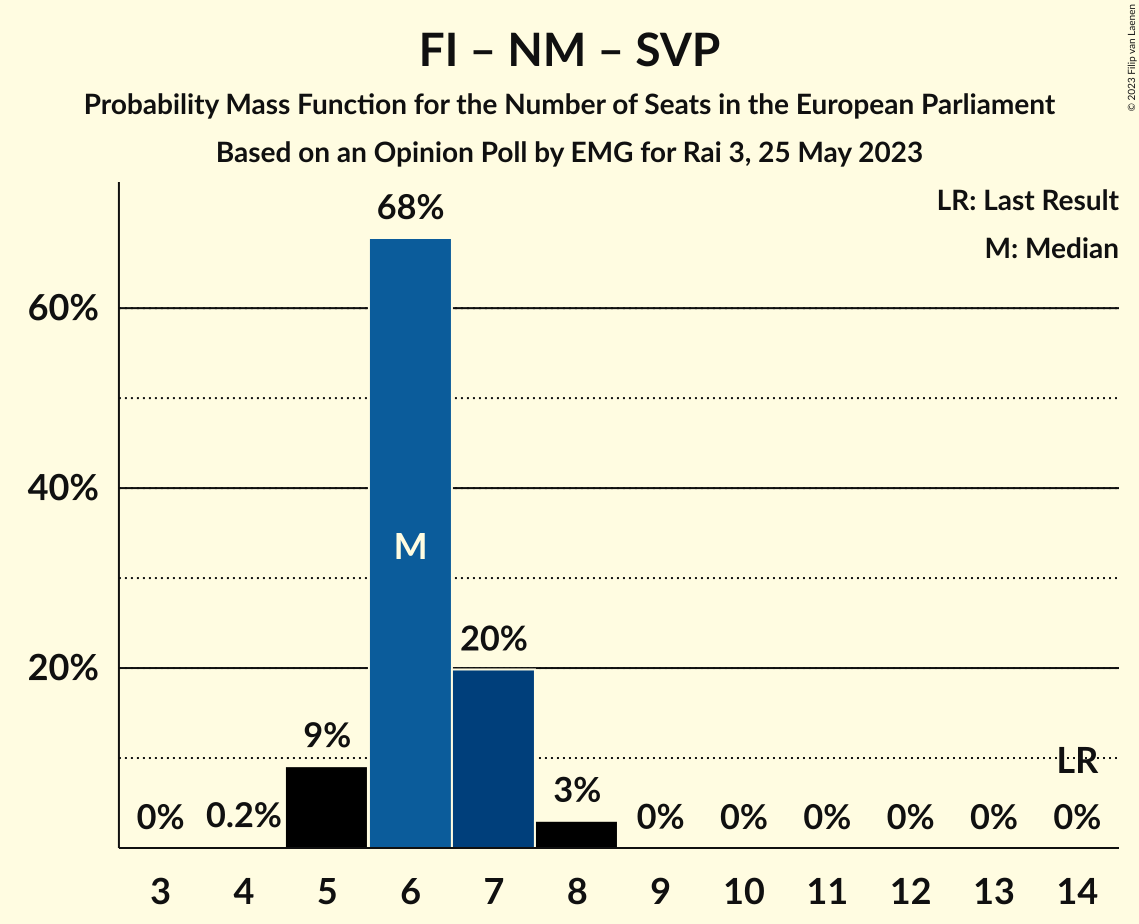 FI – NM – SVP
Probability Mass Function for the Number of Seats in the European Parliament
Based on an Opinion Poll by EMG for Rai 3, 25 May 2023
© 2023 Filip van Laenen
LR: Last Result
M: Median
68%
60%
40%
M
20%
20%
9%
LR
3%
0% 0.2% 0% 0% 0% 0% 0% 0%
3 4 5 6 7 8 9 10 11 12 13 14